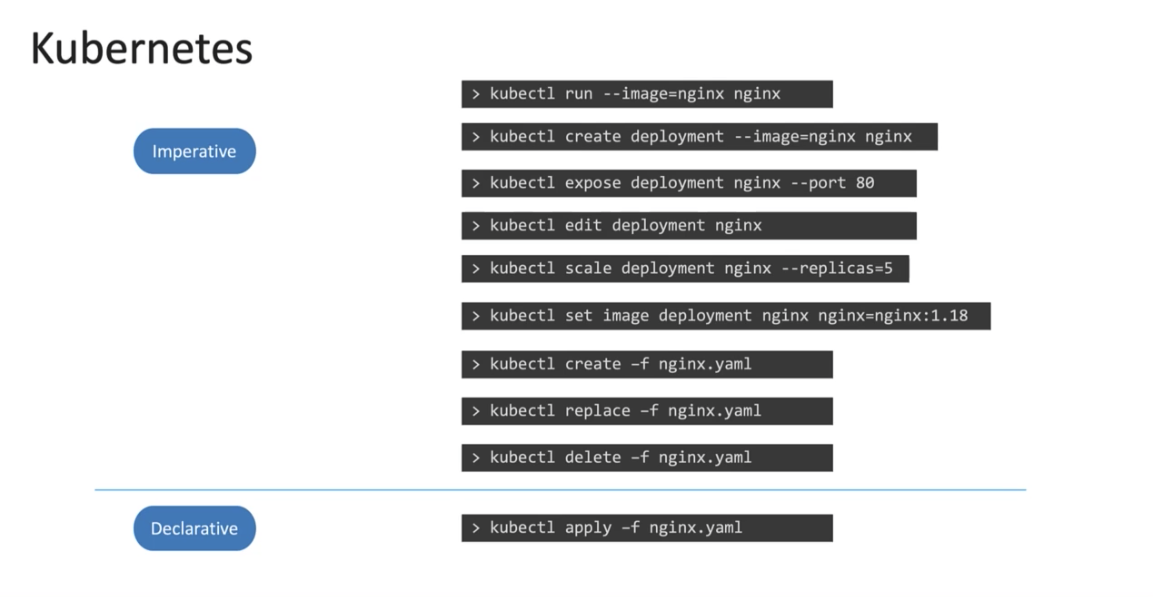 Kubernetes
> kubectl run --image=nginx nginx
Imperative
> kubectl create deployment --image=nginx nginx
> kubectl expose deployment nginx --port 80
> kubectl edit deployment nginx
> kubectl scale deployment nginx --replicas=5
> kubectl set image deployment nginx nginx=nginx:1.18
> kubectl create –f nginx.yaml
> kubectl replace –f nginx.yaml
> kubectl delete –f nginx.yaml
Declarative
> kubectl apply –f nginx.yaml